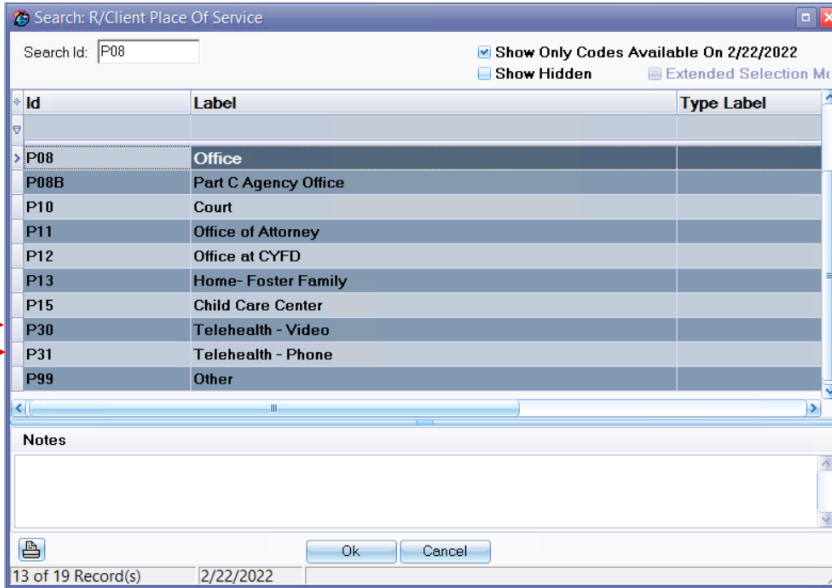 Search: R/Client Place Of Service
Search Id: P08
Show Only Codes Available On 2/22/2022
Show Hidden Extended Selection
Id Label Type Label
P08 Office
P08B Part C Agency Office
P10 Court
P11 Office of Attorney
P12 Office at CYFD
P13 Home- Foster Family
P15 Child Care Center
P30 Telehealth - Video
P31 Telehealth - Phone
P99 Other
Notes
Ok Cancel
13 of 19 Record(s) 2/22/2022